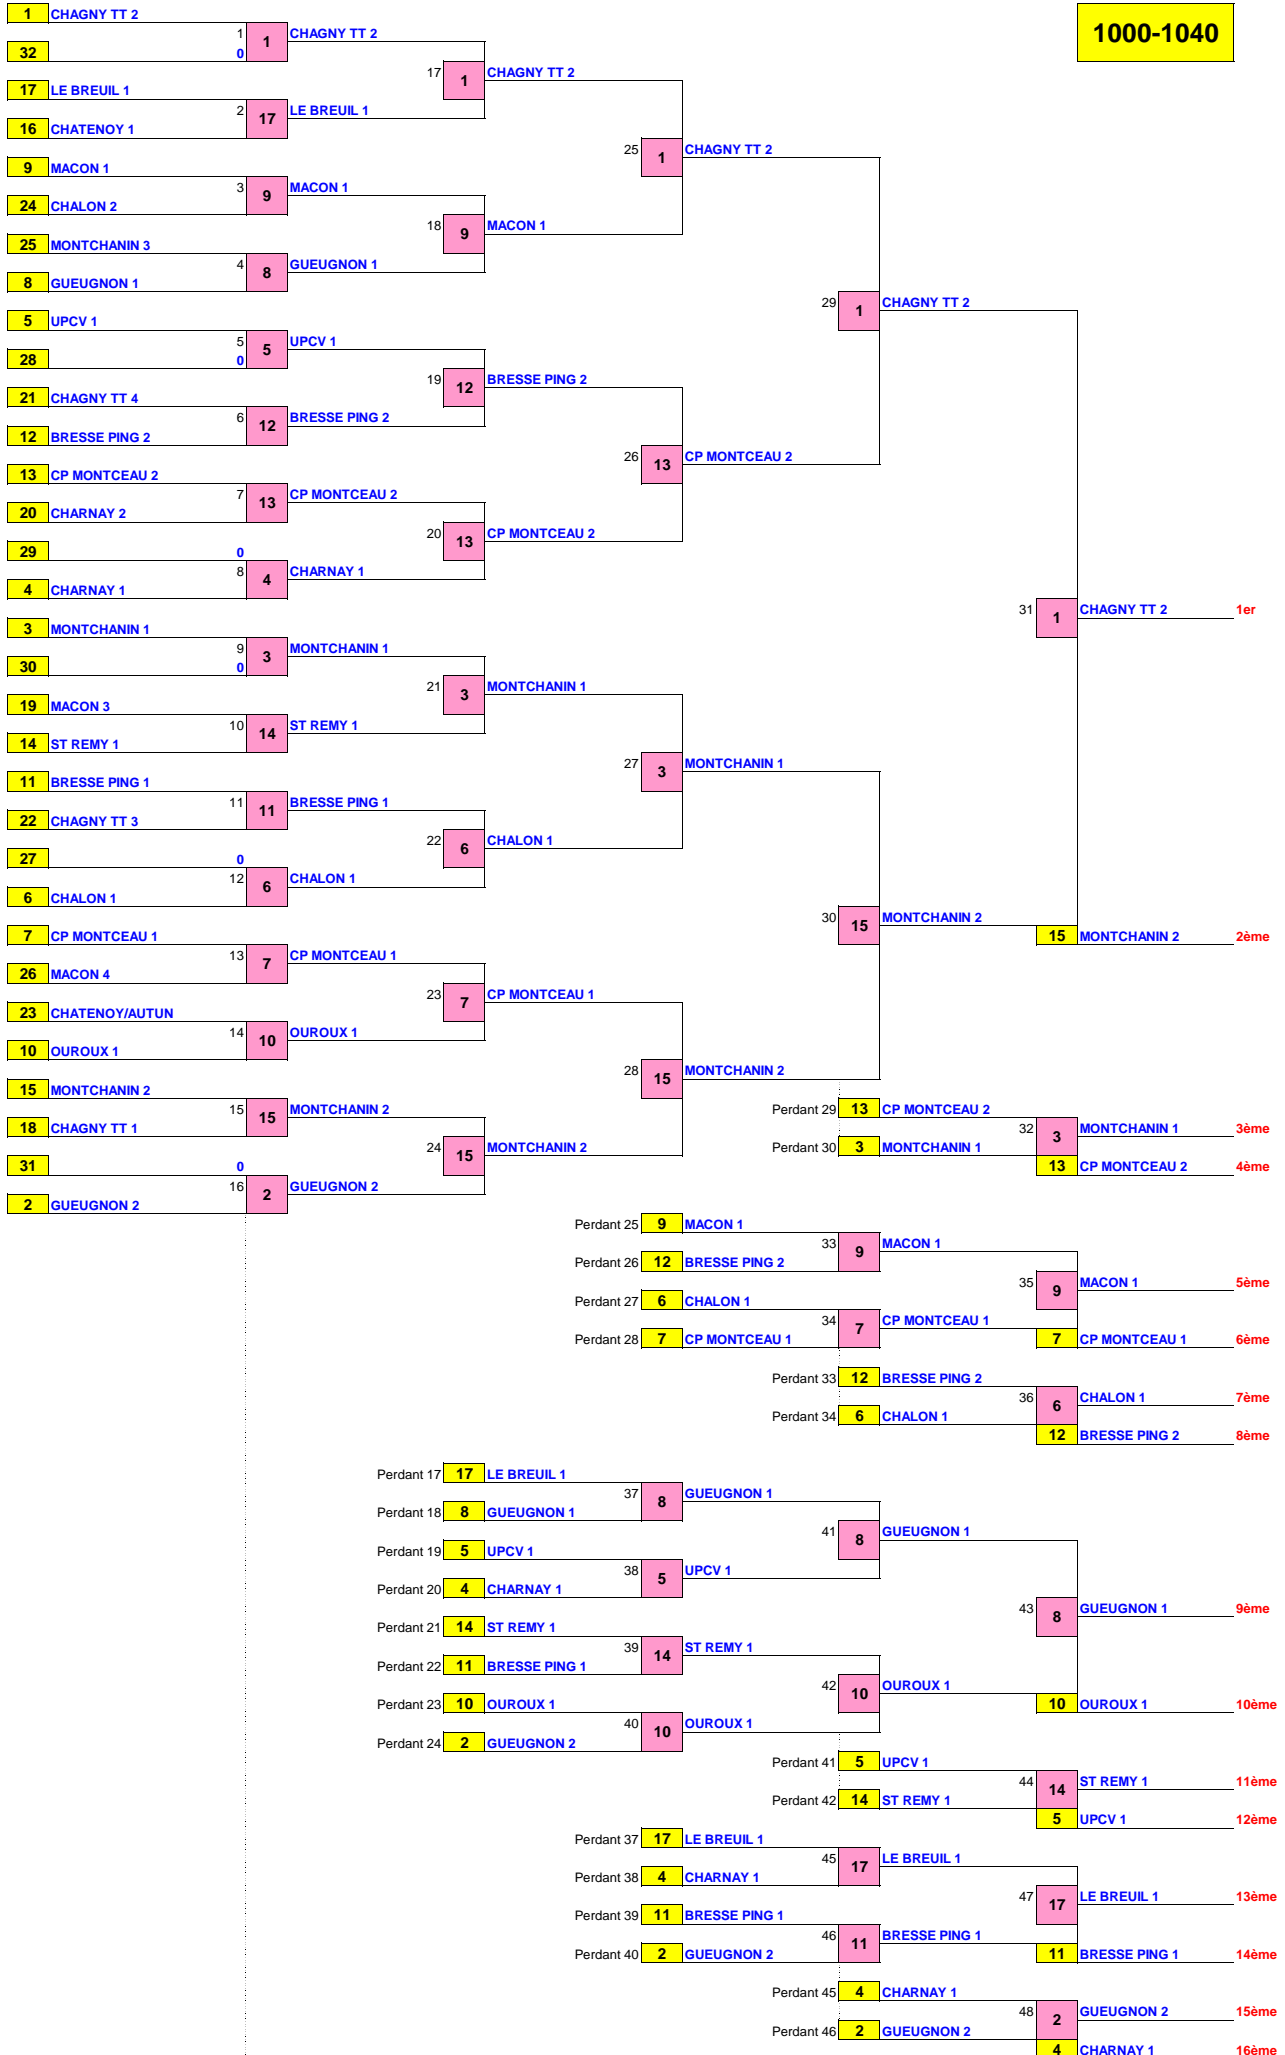 1 CHAGNY TT 2
1000-1040
1 1 CHAGNY TT 2
32 0
17 1 CHAGNY TT 2
17 LE BREUIL 1
2 17 LE BREUIL 1
16 CHATENOY 1
25 1 CHAGNY TT 2
9 MACON 1
3 9 MACON 1
24 CHALON 2
18 9 MACON 1
25 MONTCHANIN 3
4 8 GUEUGNON 1
8 GUEUGNON 1
29 1 CHAGNY TT 2
5 UPCV 1
5 5 UPCV 1
28 0
19 12 BRESSE PING 2
21 CHAGNY TT 4
6 12 BRESSE PING 2
12 BRESSE PING 2
26 13 CP MONTCEAU 2
13 CP MONTCEAU 2
7 13 CP MONTCEAU 2
20 CHARNAY 2
20 13 CP MONTCEAU 2
29 0
8 4 CHARNAY 1
4 CHARNAY 1
31 1 CHAGNY TT 2 1er
3 MONTCHANIN 1
9 3 MONTCHANIN 1
30 0
21 3 MONTCHANIN 1
19 MACON 3
10 14 ST REMY 1
14 ST REMY 1
27 3 MONTCHANIN 1
11 BRESSE PING 1
11 11 BRESSE PING 1
22 CHAGNY TT 3
22 6 CHALON 1
27 0
12 6 CHALON 1
6 CHALON 1
30 15 MONTCHANIN 2
7 CP MONTCEAU 1
15 MONTCHANIN 2 2ème
13 7 CP MONTCEAU 1
26 MACON 4
23 7 CP MONTCEAU 1
23 CHATENOY/AUTUN
14 10 OUROUX 1
10 OUROUX 1
28 15 MONTCHANIN 2
15 MONTCHANIN 2
15 15 MONTCHANIN 2
Perdant 29 13 CP MONTCEAU 2
18 CHAGNY TT 1
32 3 MONTCHANIN 1 3ème
24 15 MONTCHANIN 2
Perdant 30 3 MONTCHANIN 1
31 0
13 CP MONTCEAU 2 4ème
16 2 GUEUGNON 2
2 GUEUGNON 2
Perdant 25 9 MACON 1
33 9 MACON 1
Perdant 26 12 BRESSE PING 2
35 9 MACON 1 5ème
Perdant 27 6 CHALON 1
34 7 CP MONTCEAU 1
Perdant 28 7 CP MONTCEAU 1
7 CP MONTCEAU 1 6ème
Perdant 33 12 BRESSE PING 2
36 6 CHALON 1 7ème
Perdant 34 6 CHALON 1
12 BRESSE PING 2 8ème
Perdant 17 17 LE BREUIL 1
37 8 GUEUGNON 1
Perdant 18 8 GUEUGNON 1
41 8 GUEUGNON 1
Perdant 19 5 UPCV 1
38 5 UPCV 1
Perdant 20 4 CHARNAY 1
43 8 GUEUGNON 1 9ème
Perdant 21 14 ST REMY 1
39 14 ST REMY 1
Perdant 22 11 BRESSE PING 1
42 10 OUROUX 1
Perdant 23 10 OUROUX 1
10 OUROUX 1 10ème
40 10 OUROUX 1
Perdant 24 2 GUEUGNON 2
Perdant 41 5 UPCV 1
44 14 ST REMY 1 11ème
Perdant 42 14 ST REMY 1
5 UPCV 1 12ème
Perdant 37 17 LE BREUIL 1
45 17 LE BREUIL 1
Perdant 38 4 CHARNAY 1
47 17 LE BREUIL 1 13ème
Perdant 39 11 BRESSE PING 1
46 11 BRESSE PING 1
Perdant 40 2 GUEUGNON 2
11 BRESSE PING 1 14ème
Perdant 45 4 CHARNAY 1
48 2 GUEUGNON 2 15ème
Perdant 46 2 GUEUGNON 2
4 CHARNAY 1 16ème